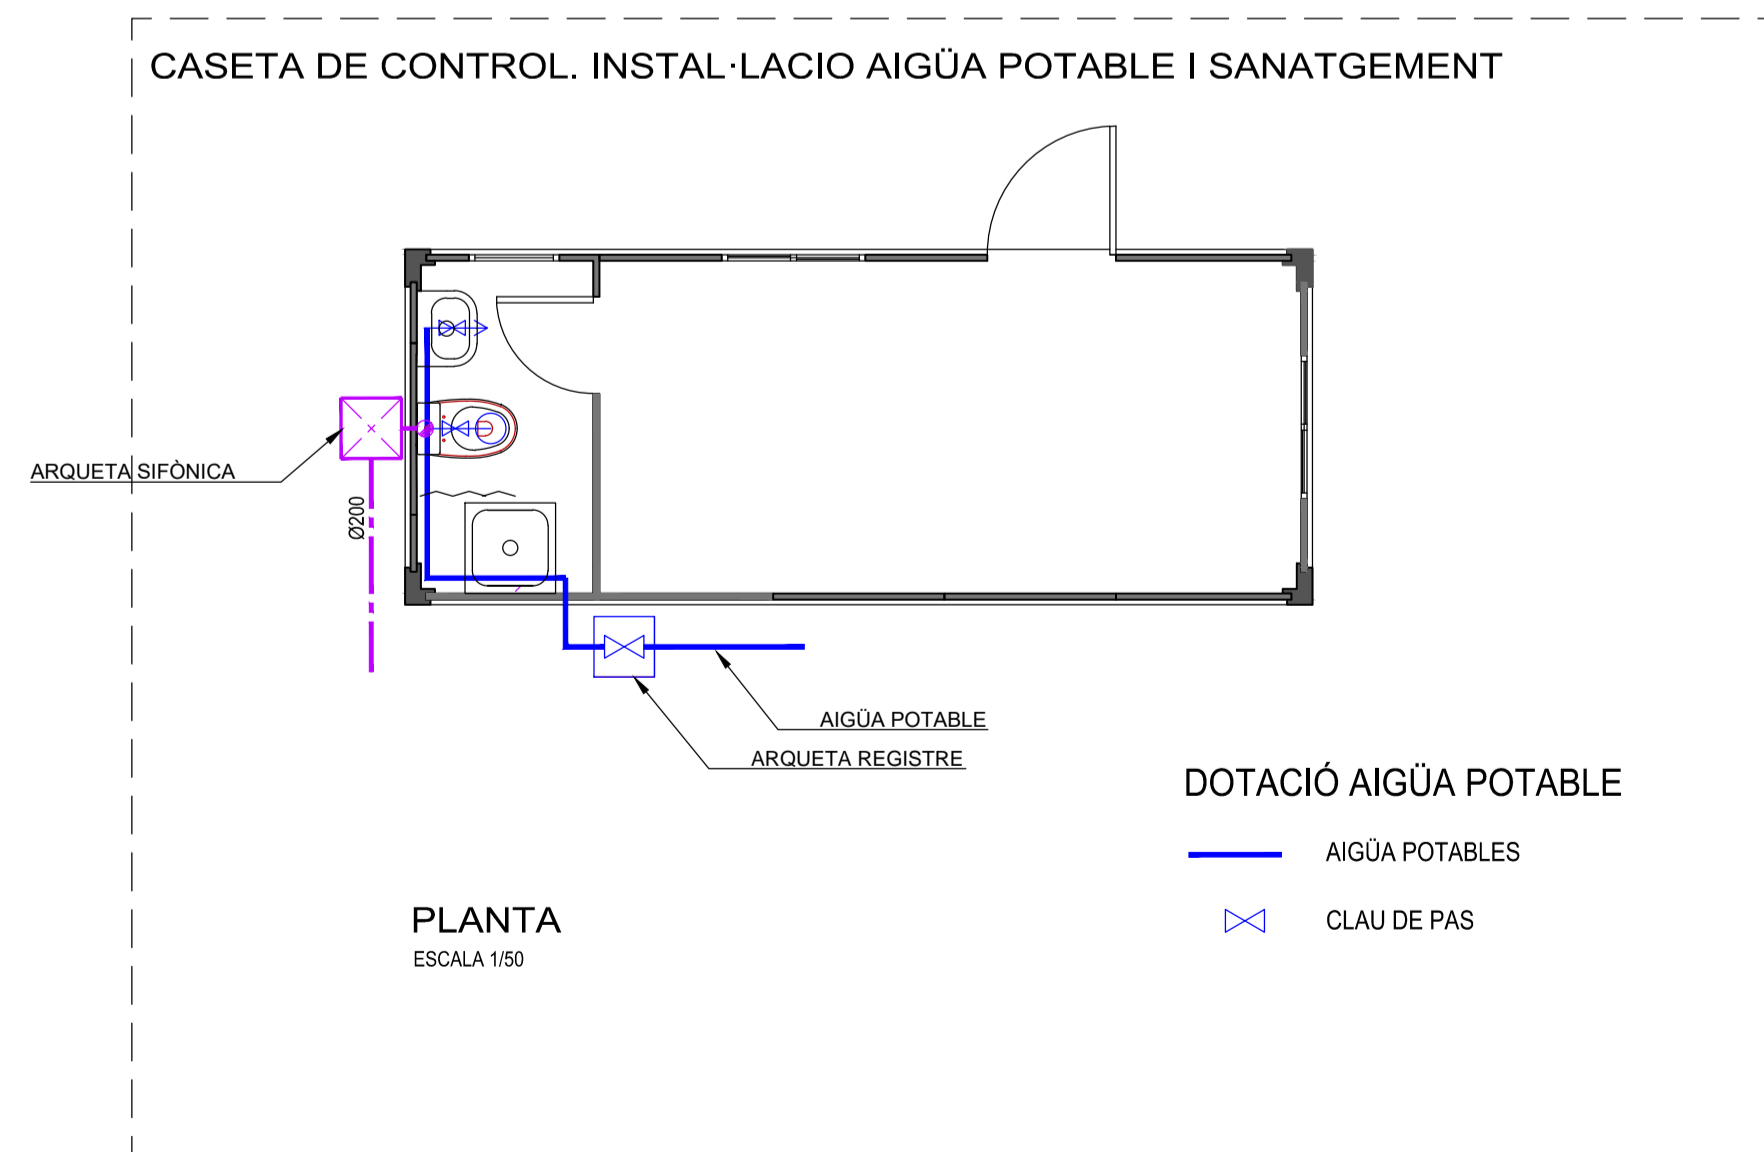 CASETA DE CONTROL. INSTAL·LACIO AIGÜA POTABLE I SANATGEMENT
ARQUETA SIFÒNICA
Ø200
AIGÜA POTABLE
ARQUETA REGISTRE
DOTACIÓ AIGÜA POTABLE
AIGÜA POTABLES
CLAU DE PAS
PLANTA
ESCALA 1/50